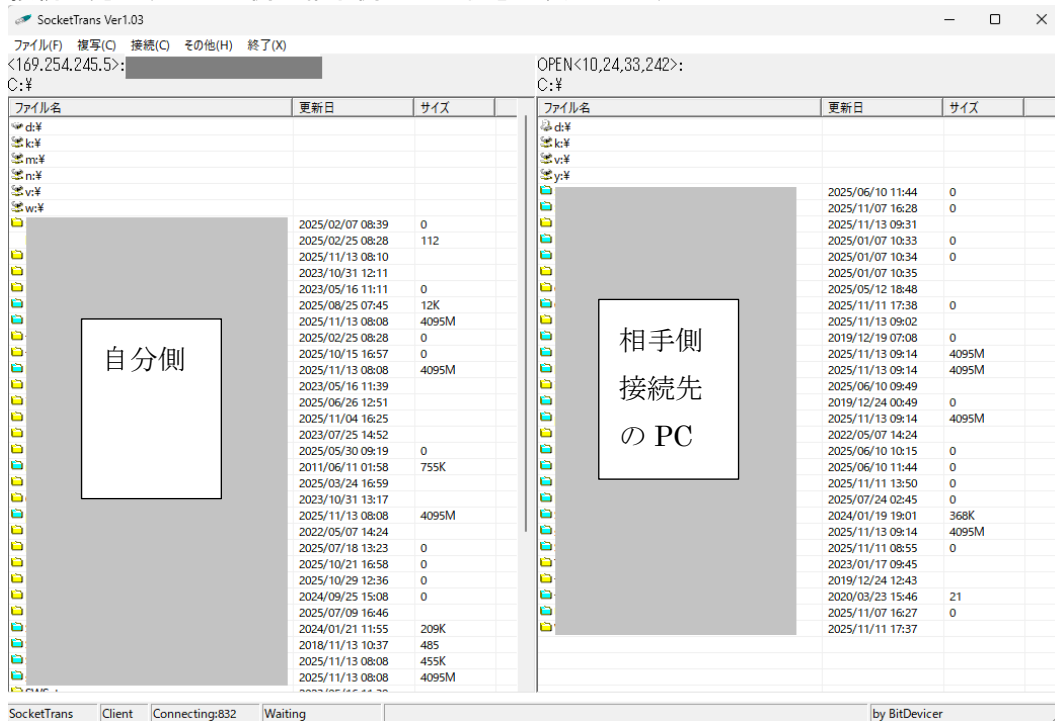 SocketTrans Ver1.03
ファイル(F) 複写(C) 接続(C) その他(H) 終了(X)
<169.254.245.5>:
C:¥
ファイル名 更新日 サイズ
d:¥
k:¥
m:¥
n:¥
v:¥
w:¥
2025/02/07 08:39 0
2025/02/25 08:28 112
2025/11/13 08:10
2023/10/31 12:11
2023/05/16 11:11 0
2025/08/25 07:45 12K
2025/11/13 08:08 4095M
2025/02/25 08:28 0
2025/10/15 16:57 0
2025/11/13 08:08 4095M
2023/05/16 11:39
2025/06/26 12:51
2025/11/04 16:25
2023/07/25 14:52
2025/05/30 09:19 0
2011/06/11 01:58 755K
2025/03/24 16:59
2023/10/31 13:17
2025/11/13 08:08 4095M
2022/05/07 14:24
2025/07/18 13:23 0
2025/10/21 16:58 0
2025/10/29 12:36 0
2024/09/25 15:08 0
2025/07/09 16:46
2024/01/21 11:55 209K
2018/11/13 10:37 485
2025/11/13 08:08 455K
2025/11/13 08:08 4095M
自分側
OPEN<10,24,33,242>:
C:¥
ファイル名 更新日 サイズ
d:¥
k:¥
v:¥
y:¥
2025/06/10 11:44 0
2025/11/07 16:28 0
2025/11/13 09:31
2025/01/07 10:33 0
2025/01/07 10:34 0
2025/01/07 10:35
2025/05/12 18:48
2025/11/11 17:38 0
2025/11/13 09:02
2019/12/19 07:08 0
2025/11/13 09:14 4095M
2025/11/13 09:14 4095M
2025/06/10 09:49
2019/12/24 00:49 0
2025/11/13 09:14 4095M
2022/05/07 14:24
2025/06/10 10:15 0
2025/06/10 11:44 0
2025/11/11 13:50 0
2025/07/24 02:45 0
2024/01/19 19:01 368K
2025/11/13 09:14 4095M
2025/11/11 08:55 0
2023/01/17 09:45
2019/12/24 12:43
2020/03/23 15:46 21
2025/11/07 16:27 0
2025/11/11 17:37
相手側
接続先
の PC
SocketTrans Client Connecting:832 Waiting by BitDevicer